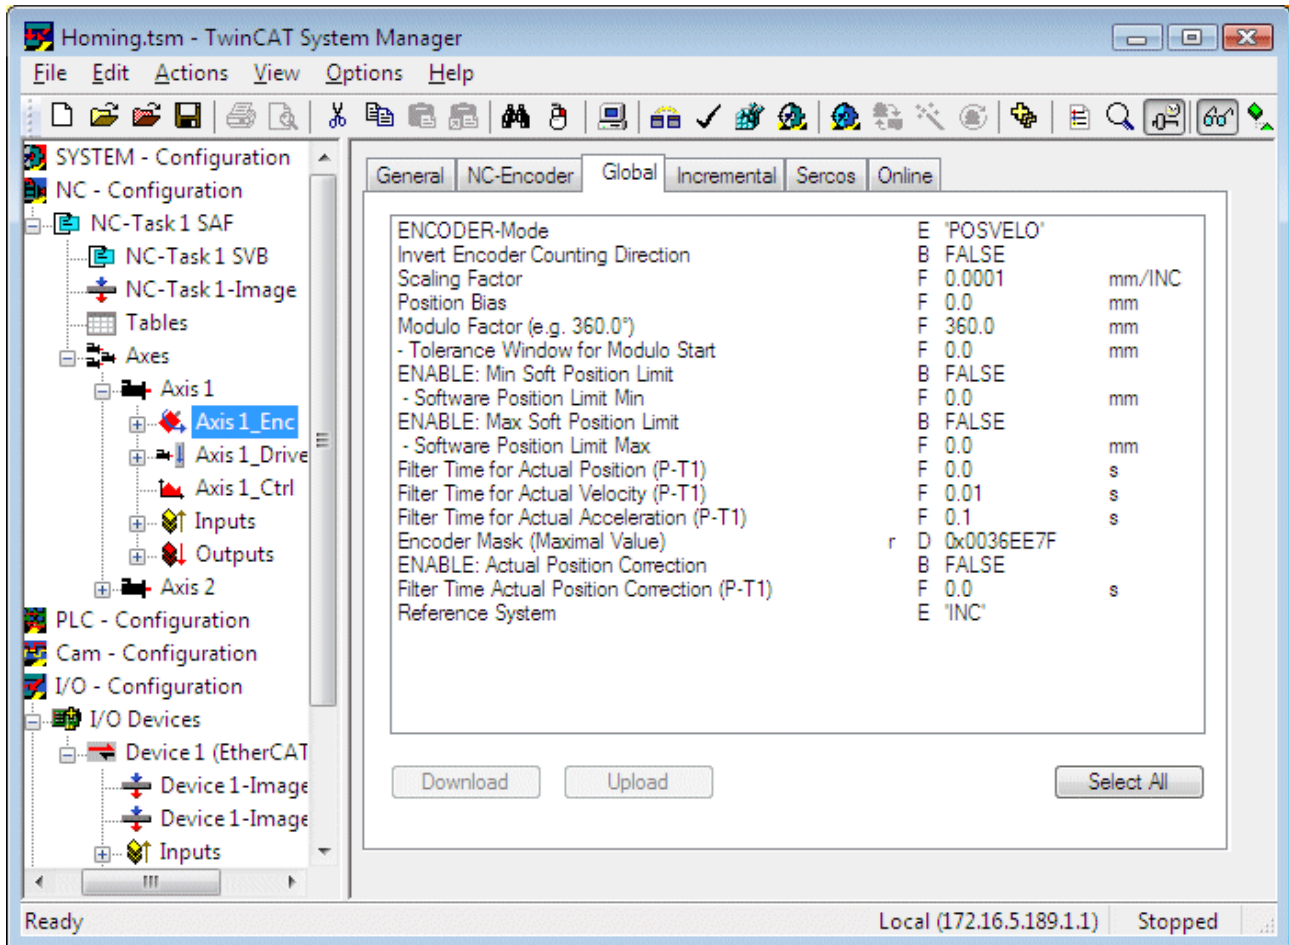 Homing.tsm - TwinCAT System Manager
File Edit Actions View Options Help
SYSTEM - Configuration
NC - Configuration
NC-Task 1 SAF
NC-Task 1 SVB
NC-Task 1-Image
Tables
Axes
Axis 1
Axis 1_Enc
Axis 1_Drive
Axis 1_Ctrl
Inputs
Outputs
Axis 2
PLC - Configuration
Cam - Configuration
I/O - Configuration
I/O Devices
Device 1 (EtherCAT
Device 1-Image
Device 1-Image
Inputs
General NC-Encoder Global Incremental Sercos Online
ENCODER-Mode E 'POSVELO'
Invert Encoder Counting Direction B FALSE
Scaling Factor F 0.0001 mm/INC
Position Bias F 0.0 mm
Modulo Factor (e.g. 360.0°) F 360.0 mm
- Tolerance Window for Modulo Start F 0.0 mm
ENABLE: Min Soft Position Limit B FALSE
- Software Position Limit Min F 0.0 mm
ENABLE: Max Soft Position Limit B FALSE
- Software Position Limit Max F 0.0 mm
Filter Time for Actual Position (P-T1) F 0.0 s
Filter Time for Actual Velocity (P-T1) F 0.01 s
Filter Time for Actual Acceleration (P-T1) F 0.1 s
Encoder Mask (Maximal Value) r D 0x0036EE7F
ENABLE: Actual Position Correction B FALSE
Filter Time Actual Position Correction (P-T1) F 0.0 s
Reference System E 'INC'
Download Upload Select All
Ready Local (172.16.5.189.1.1) Stopped